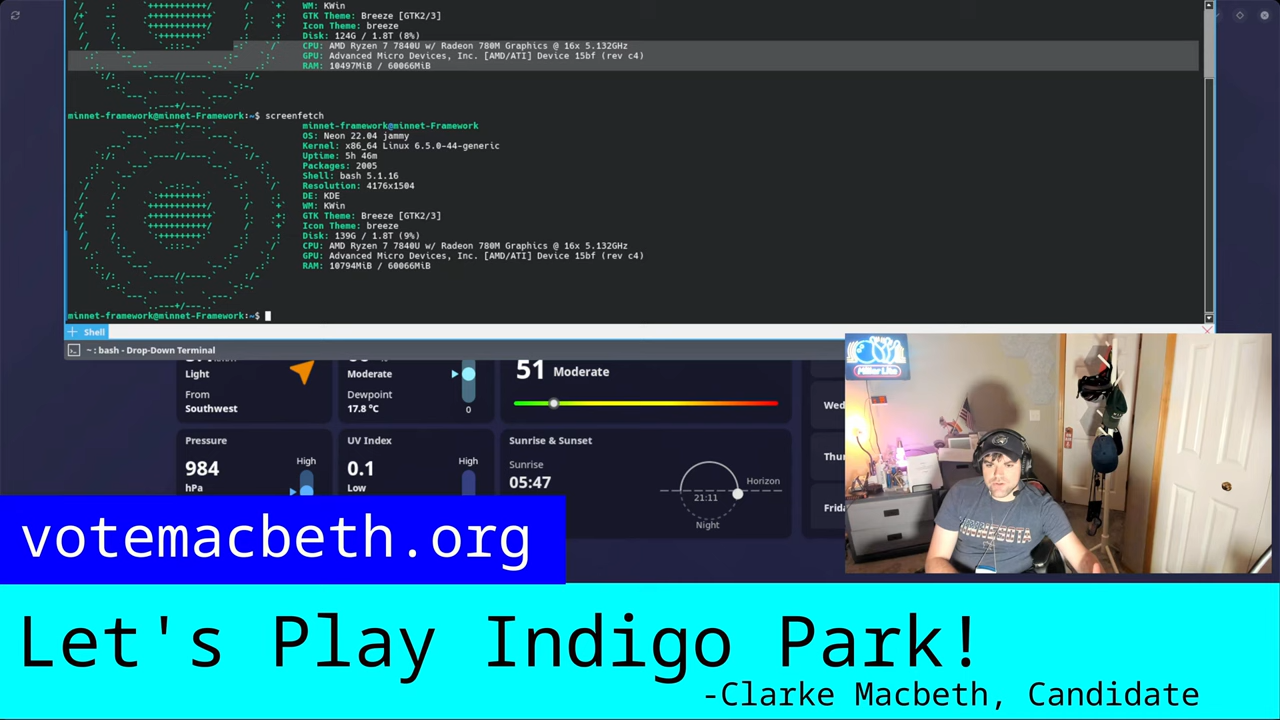 WM: KWin
GTK Theme: Breeze [GTK2/3]
Icon Theme: breeze
Disk: 124G / 1.8T (8%)
CPU: AMD Ryzen 7 7840U w/ Radeon 780M Graphics @ 16x 5.132GHz
GPU: Advanced Micro Devices, Inc. [AMD/ATI] Device 15bf (rev c4)
RAM: 10497MiB / 60066MiB
minnet-framework@minnet-Framework:~$ screenfetch
minnet-framework@minnet-Framework
OS: Neon 22.04 jammy
Kernel: x86_64 Linux 6.5.0-44-generic
Uptime: 5h 46m
Packages: 2005
Shell: bash 5.1.16
Resolution: 4176x1504
DE: KDE
WM: KWin
GTK Theme: Breeze [GTK2/3]
Icon Theme: breeze
Disk: 139G / 1.8T (9%)
CPU: AMD Ryzen 7 7840U w/ Radeon 780M Graphics @ 16x 5.132GHz
GPU: Advanced Micro Devices, Inc. [AMD/ATI] Device 15bf (rev c4)
RAM: 10794MiB / 60066MiB
minnet-framework@minnet-Framework:~$
Shell
~ : bash - Drop-Down Terminal
Light
From
Southwest
Moderate
Dewpoint
17.8 °C
0
51 Moderate
Wed
Pressure
984
hPa
High
UV Index
0.1
Low
High
Sunrise & Sunset
Sunrise
05:47
21:11
Horizon
Night
Thu
Frida
Miller Lite
MINNESOTA
votemacbeth.org
Let's Play Indigo Park!
-Clarke Macbeth, Candidate